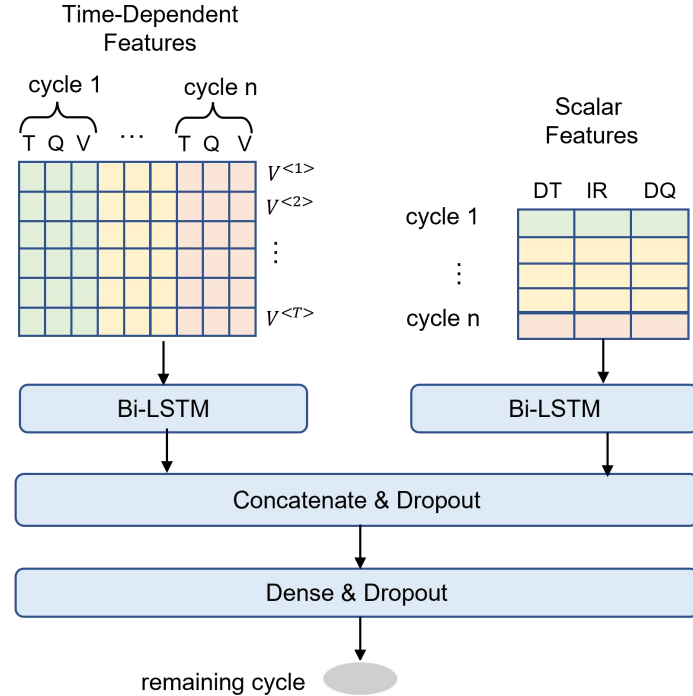 Time-Dependent
Features
cycle 1
cycle n
T Q V ... T Q V
V<1>
V<2>
⋮
V<T>
Scalar
Features
DT IR DQ
cycle 1
⋮
cycle n
Bi-LSTM
Bi-LSTM
Concatenate & Dropout
Dense & Dropout
remaining cycle